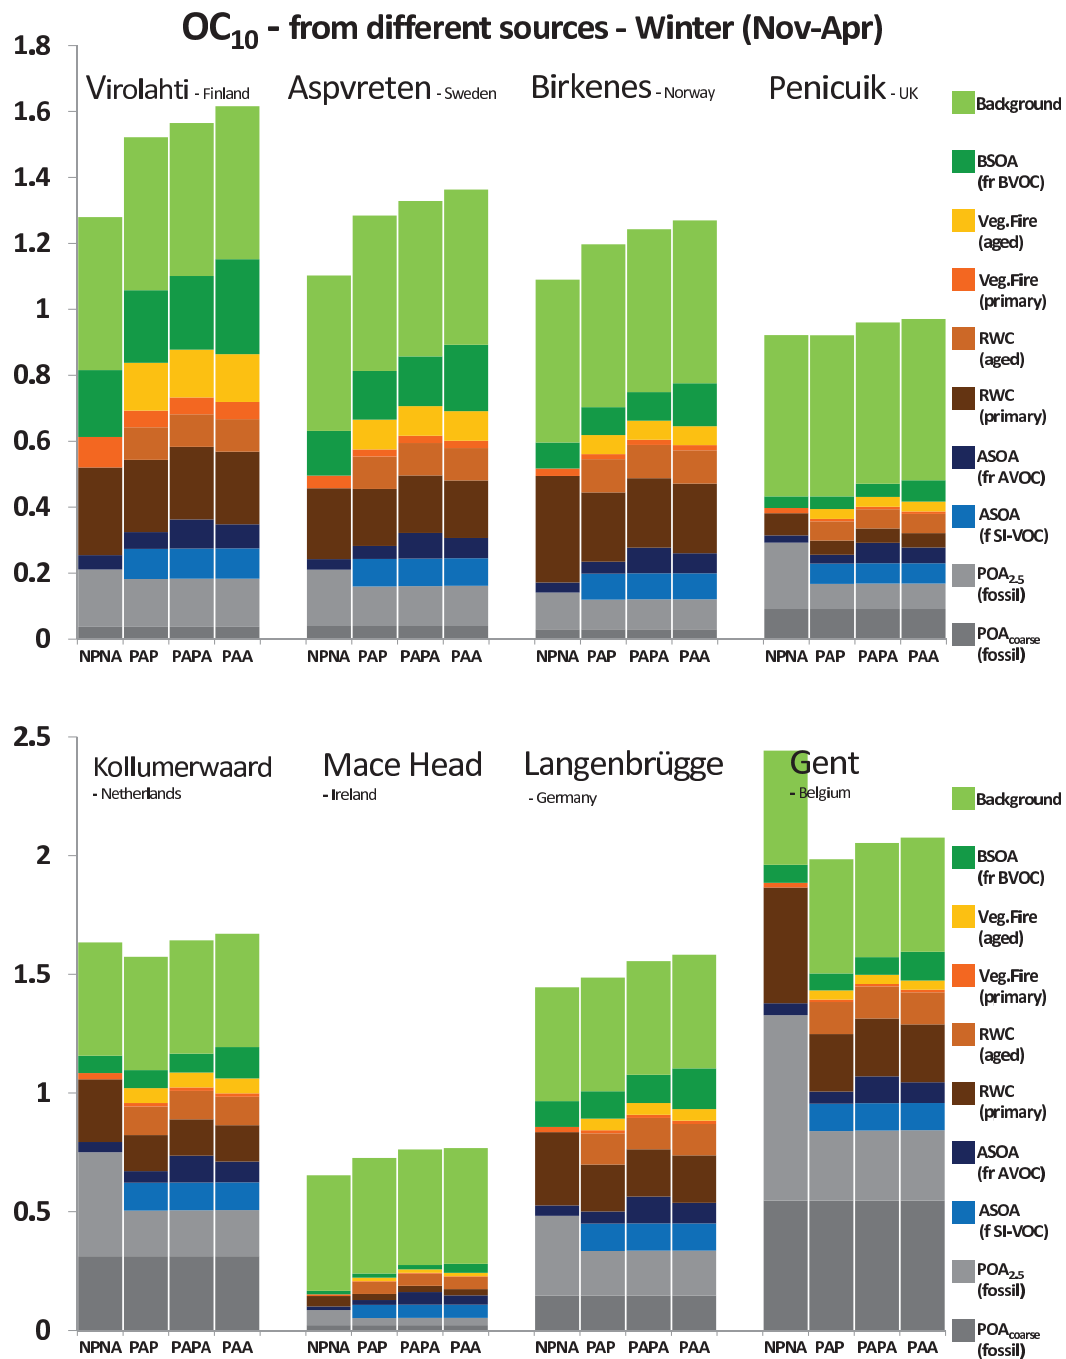 OC10 - from different sources - Winter (Nov-Apr)
1.8
1.6
1.4
1.2
1
0.8
0.6
0.4
0.2
0
Virolahti - Finland
Aspvreten - Sweden
Birkenes - Norway
Penicuik - UK
NPNA PAP PAPA PAA
NPNA PAP PAPA PAA
NPNA PAP PAPA PAA
NPNA PAP PAPA PAA
Background
BSOA
(fr BVOC)
Veg.Fire
(aged)
Veg.Fire
(primary)
RWC
(aged)
RWC
(primary)
ASOA
(fr AVOC)
ASOA
(f SI-VOC)
POA2.5
(fossil)
POAcoarse
(fossil)
2.5
2
1.5
1
0.5
0
Kollumerwaard
- Netherlands
Mace Head
- Ireland
Langenbrügge
- Germany
Gent
- Belgium
NPNA PAP PAPA PAA
NPNA PAP PAPA PAA
NPNA PAP PAPA PAA
NPNA PAP PAPA PAA
Background
BSOA
(fr BVOC)
Veg.Fire
(aged)
Veg.Fire
(primary)
RWC
(aged)
RWC
(primary)
ASOA
(fr AVOC)
ASOA
(f SI-VOC)
POA2.5
(fossil)
POAcoarse
(fossil)